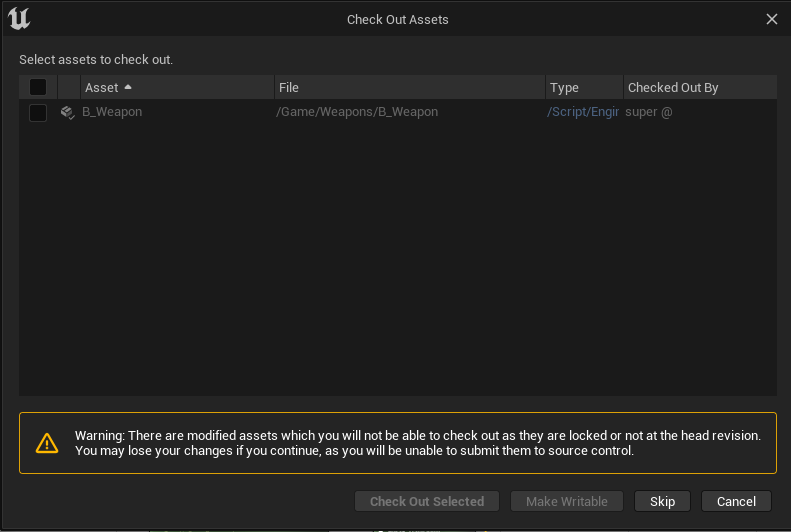 Check Out Assets
Select assets to check out.
Asset File Type Checked Out By
B_Weapon /Game/Weapons/B_Weapon /Script/Engir super @
Warning: There are modified assets which you will not be able to check out as they are locked or not at the head revision.
You may lose your changes if you continue, as you will be unable to submit them to source control.
Check Out Selected Make Writable Skip Cancel